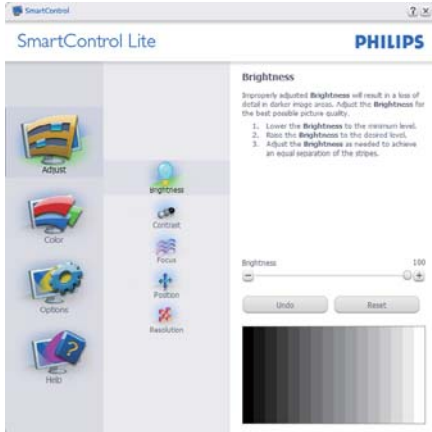 SmartControl
SmartControl Lite
PHILIPS
Adjust
Color
Options
Help
Brightness
Contrast
Focus
Position
Resolution
Brightness
Improperly adjusted Brightness will result in a loss of
detail in darker image areas. Adjust the Brightness for
the best possible picture quality.
1. Lower the Brightness to the minimum level.
2. Raise the Brightness to the desired level.
3. Adjust the Brightness as needed to achieve
an equal separation of the stripes.
Brightness 100
Undo Reset